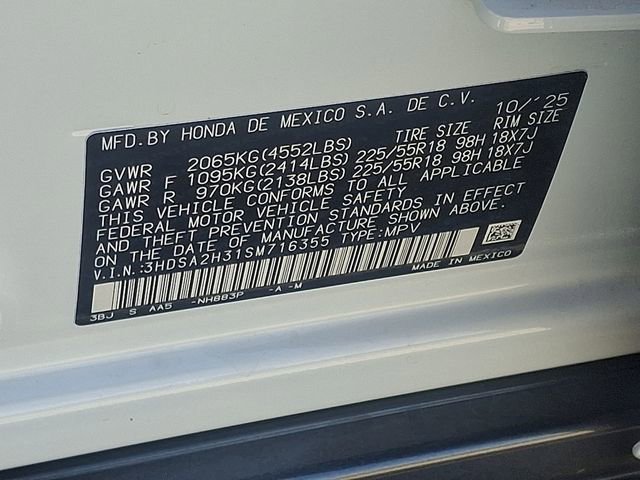 MFD.BY HONDA DE MEXICO S.A. DE C.V. 10/'25
TIRE SIZE RIM SIZE
GVWR 2065KG(4552LBS)
GAWR F 1095KG(2414LBS) 225/55R18 98H 18X7J
GAWR R 970KG(2138LBS) 225/55R18 98H 18X7J
THIS VEHICLE CONFORMS TO ALL APPLICABLE
FEDERAL MOTOR VEHICLE SAFETY
AND THEFT PREVENTION STANDARDS IN EFFECT
ON THE DATE OF MANUFACTURE SHOWN ABOVE.
V.I.N.:3HDSA2H31SM716355 TYPE:MPV
MADE IN MEXICO
3BJ S AA5 -NH883P -A -M